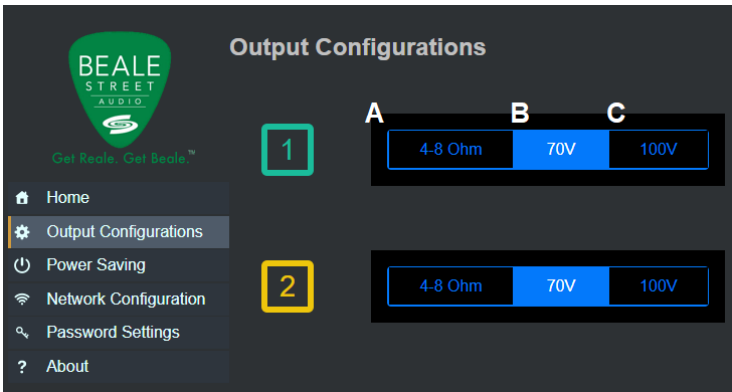 BEALE
STREET
AUDIO
Get Reale. Get Beale.™
Home
Output Configurations
Power Saving
Network Configuration
Password Settings
? About
Output Configurations
A B C
1 4-8 Ohm 70V 100V
2 4-8 Ohm 70V 100V